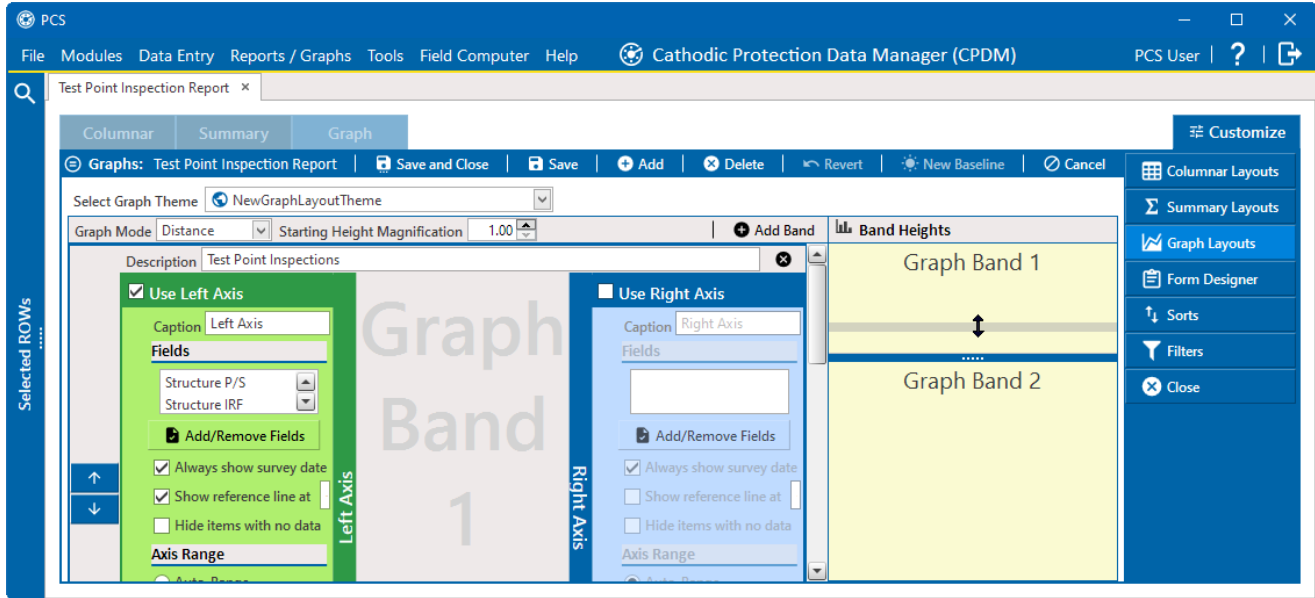 PCS
File Modules Data Entry Reports / Graphs Tools Field Computer Help Cathodic Protection Data Manager (CPDM) PCS User | ? |
Test Point Inspection Report ×
Selected ROWs
Columnar Summary Graph Customize
Graphs: Test Point Inspection Report | Save and Close | Save | Add | Delete | Revert | New Baseline | Cancel
Select Graph Theme NewGraphLayoutTheme
Graph Mode Distance Starting Height Magnification 1.00 | Add Band
Description Test Point Inspections
Use Left Axis
Caption Left Axis
Fields
Structure P/S
Structure IRF
Add/Remove Fields
Always show survey date
Show reference line at
Hide items with no data
Axis Range
Left Axis
Graph
Band
1
Use Right Axis
Caption Right Axis
Fields
Add/Remove Fields
Always show survey date
Show reference line at
Hide items with no data
Axis Range
Right Axis
Band Heights
Graph Band 1
Graph Band 2
Columnar Layouts
Σ Summary Layouts
Graph Layouts
Form Designer
Sorts
Filters
Close